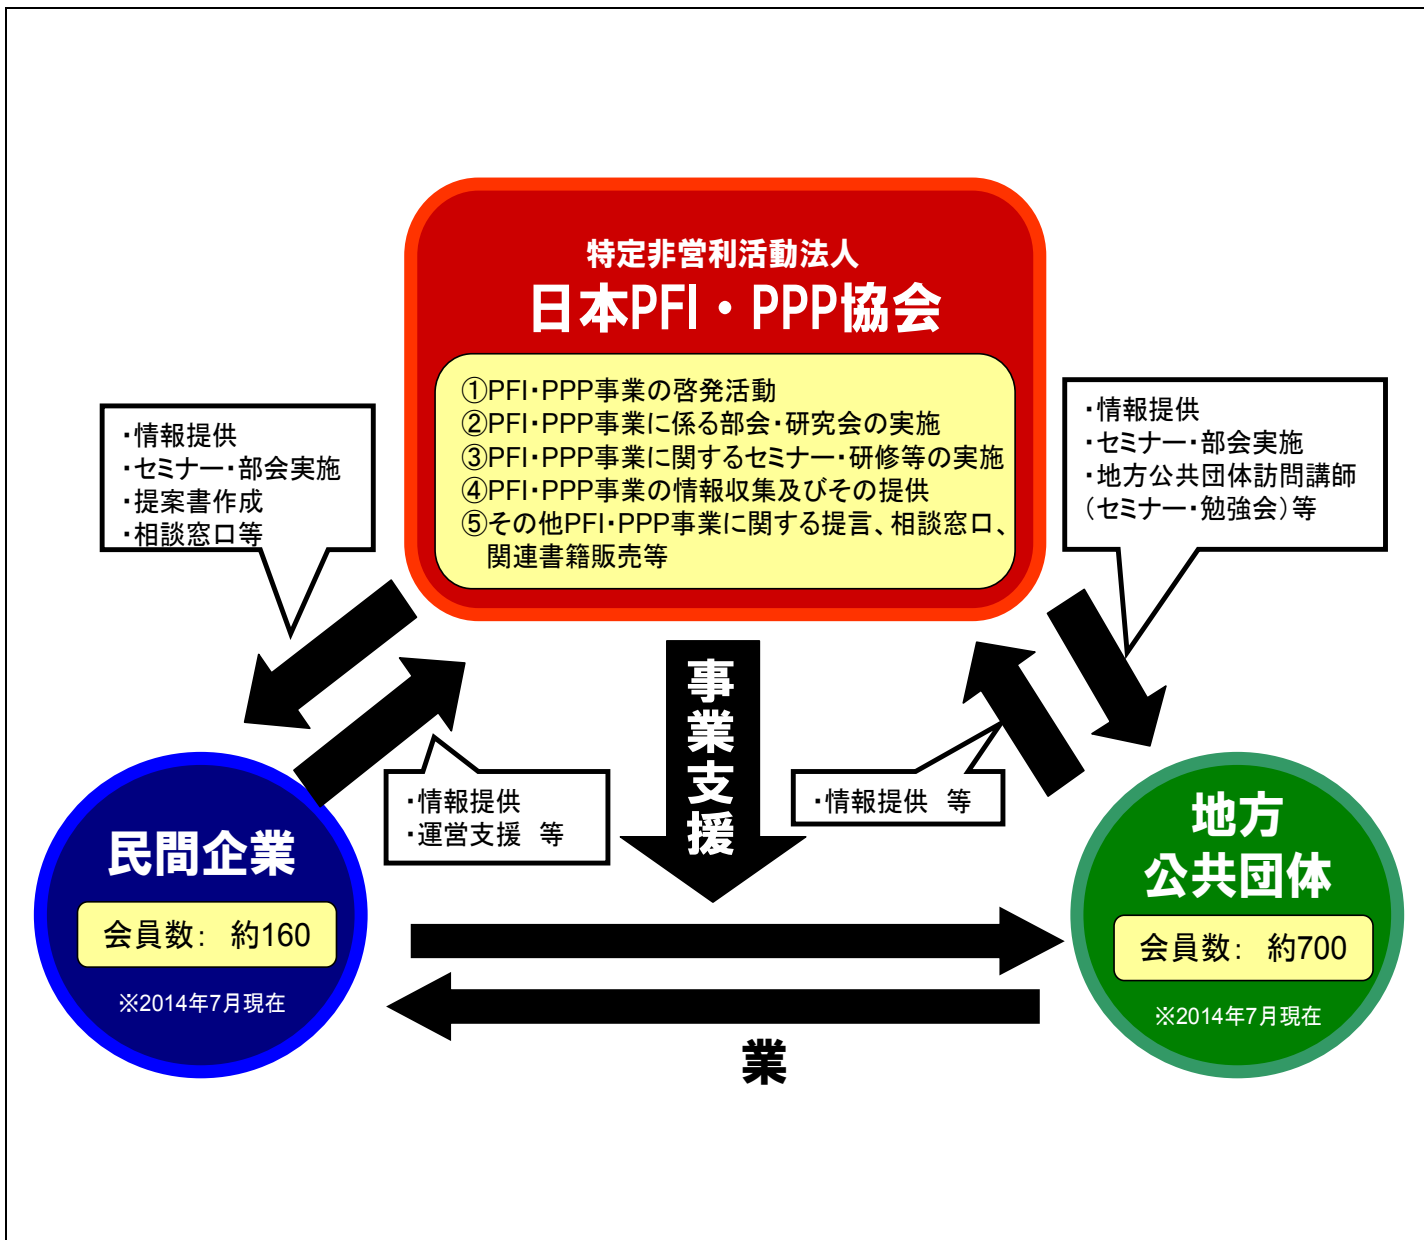 特定非営利活動法人
日本PFI・PPP協会
①PFI・PPP事業の啓発活動
②PFI・PPP事業に係る部会・研究会の実施
③PFI・PPP事業に関するセミナー・研修等の実施
④PFI・PPP事業の情報収集及びその提供
⑤その他PFI・PPP事業に関する提言、相談窓口、
関連書籍販売等
・情報提供
・セミナー・部会実施
・提案書作成
・相談窓口等
・情報提供
・セミナー・部会実施
・地方公共団体訪問講師
（セミナー・勉強会）等
事業支援
・情報提供
・運営支援　等
・情報提供　等
民間企業
会員数：　約160
※2014年7月現在
地方
公共団体
会員数：　約700
※2014年7月現在
業